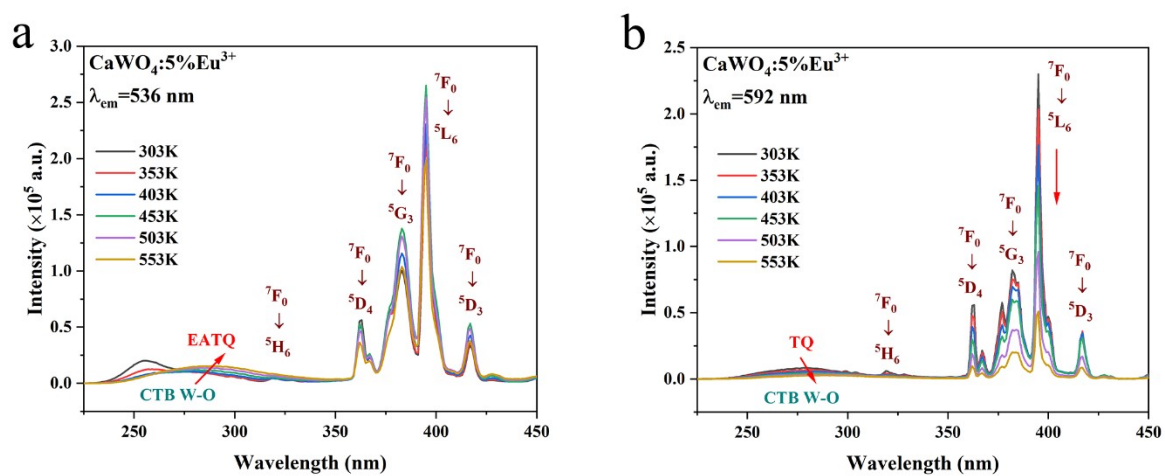 a
CaWO₄:5%Eu³⁺
λₑₘ=536 nm
303K
353K
403K
453K
503K
553K
⁷F₀
↓
⁵H₆
⁷F₀
↓
⁵D₄
⁷F₀
↓
⁵G₃
⁷F₀
↓
⁵L₆
⁷F₀
↓
⁵D₃
EATQ
CTB W-O
Intensity (×10⁵ a.u.)
3.0
2.5
2.0
1.5
1.0
0.5
0.0
250
300
350
400
450
Wavelength (nm)
b
CaWO₄:5%Eu³⁺
λₑₘ=592 nm
303K
353K
403K
453K
503K
553K
⁷F₀
↓
⁵H₆
⁷F₀
↓
⁵D₄
⁷F₀
↓
⁵G₃
⁷F₀
↓
⁵L₆
⁷F₀
↓
⁵D₃
TQ
CTB W-O
Intensity (×10⁵ a.u.)
2.5
2.0
1.5
1.0
0.5
0.0
250
300
350
400
450
Wavelength (nm)